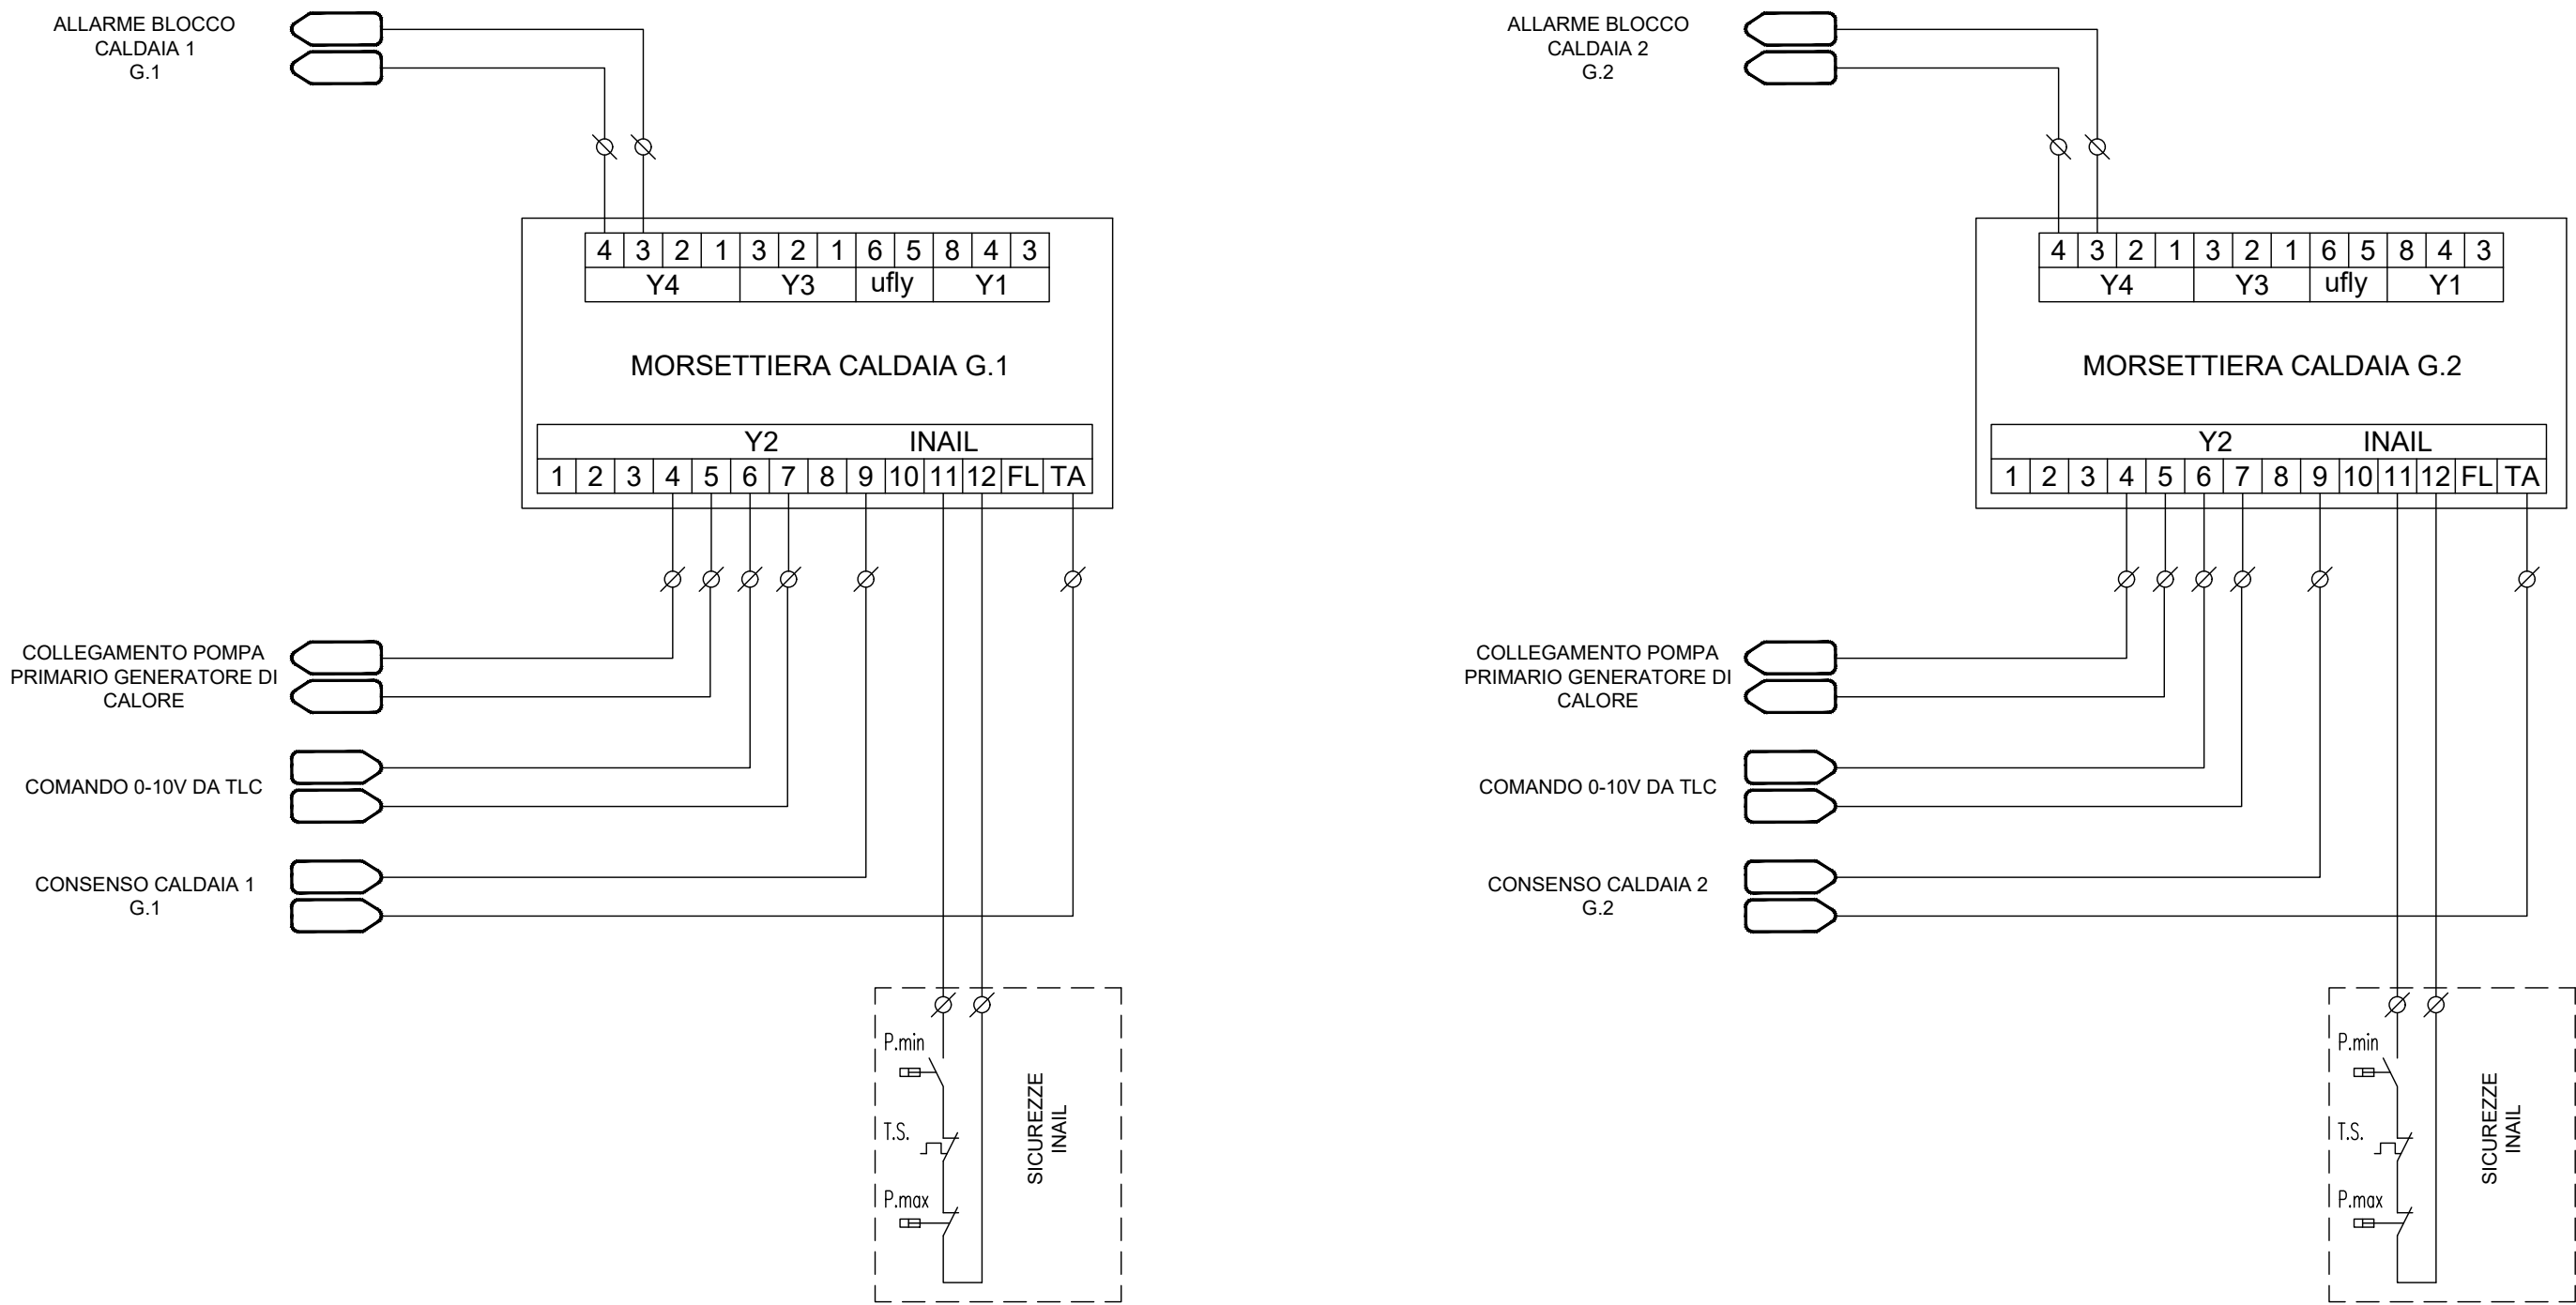 ALLARME BLOCCO
CALDAIA 1
G.1
4 3 2 1 3 2 1 6 5 8 4 3
Y4 Y3 ufly Y1
MORSETTIERA CALDAIA G.1
Y2 INAIL
1 2 3 4 5 6 7 8 9 10 11 12 FL TA
COLLEGAMENTO POMPA
PRIMARIO GENERATORE DI
CALORE
COMANDO 0-10V DA TLC
CONSENSO CALDAIA 1
G.1
P.min
T.S.
P.max
SICUREZZE
INAIL
ALLARME BLOCCO
CALDAIA 2
G.2
4 3 2 1 3 2 1 6 5 8 4 3
Y4 Y3 ufly Y1
MORSETTIERA CALDAIA G.2
Y2 INAIL
1 2 3 4 5 6 7 8 9 10 11 12 FL TA
COLLEGAMENTO POMPA
PRIMARIO GENERATORE DI
CALORE
COMANDO 0-10V DA TLC
CONSENSO CALDAIA 2
G.2
P.min
T.S.
P.max
SICUREZZE
INAIL